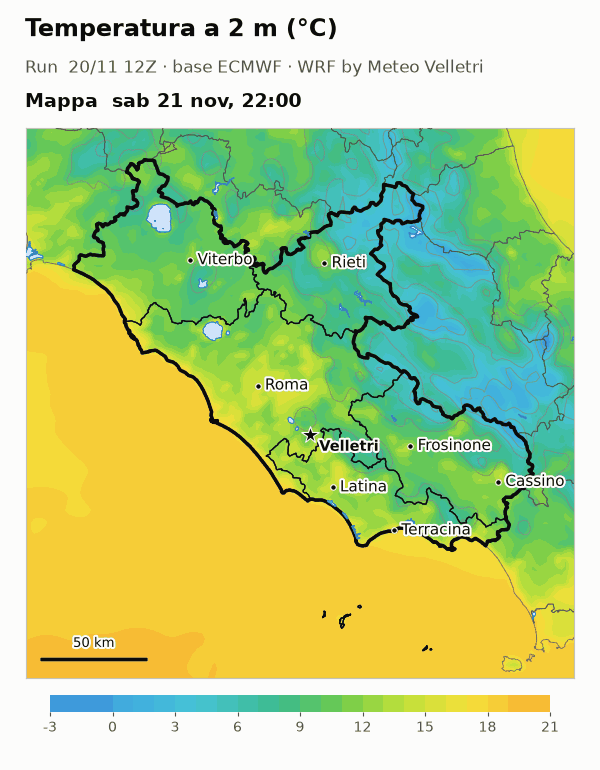 Temperatura a 2 m (°C)
Run 20/11 12Z · base ECMWF · WRF by Meteo Velletri
Mappa sab 21 nov, 22:00
Viterbo
Rieti
Roma
Velletri
Frosinone
Latina
Cassino
Terracina
50 km
-3 0 3 6 9 12 15 18 21